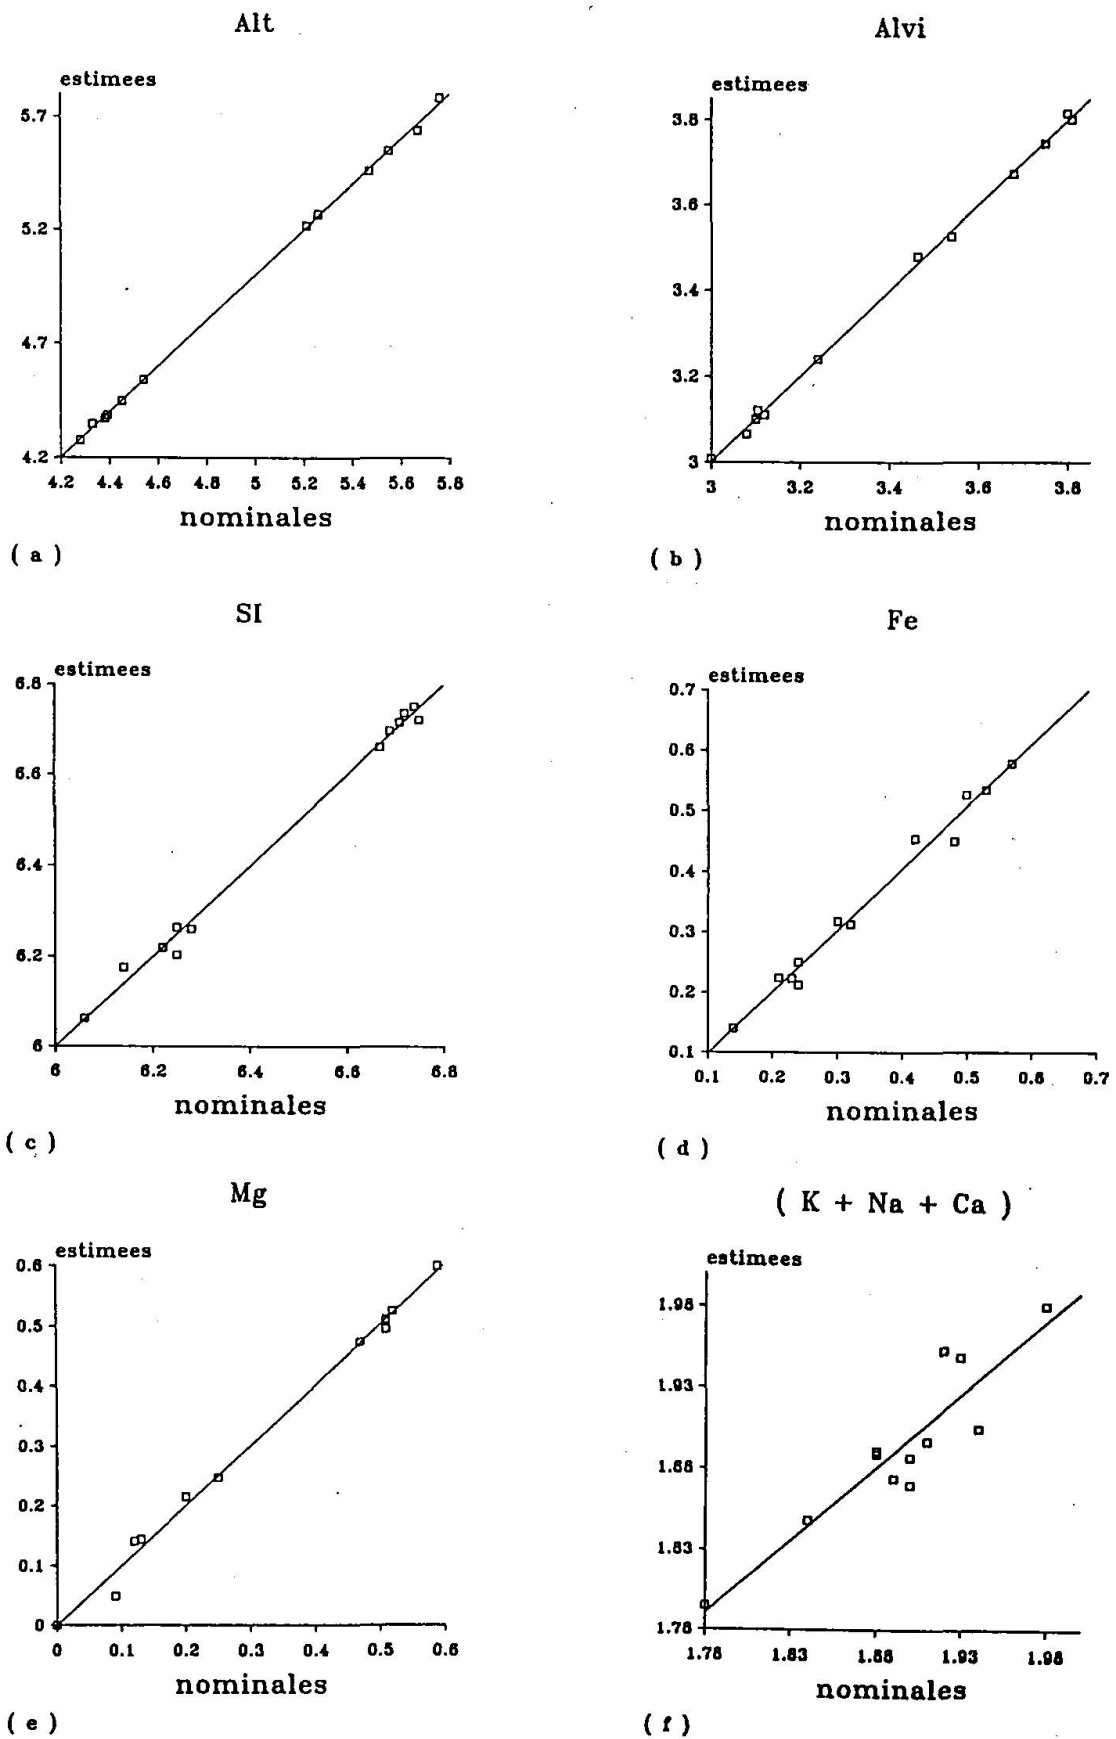 Alt
estimees
5.7
5.2
4.7
4.2
4.2 4.4 4.6 4.8 5 5.2 5.4 5.6 5.8
nominales
( a )
Alvi
estimees
3.8
3.6
3.4
3.2
3
3 3.2 3.4 3.6 3.8
nominales
( b )
SI
estimees
6.8
6.6
6.4
6.2
6
6 6.2 6.4 6.6 6.8
nominales
( c )
Fe
estimees
0.7
0.6
0.5
0.4
0.3
0.2
0.1
0.1 0.2 0.3 0.4 0.5 0.6 0.7
nominales
( d )
Mg
estimees
0.6
0.5
0.4
0.3
0.2
0.1
0
0 0.1 0.2 0.3 0.4 0.5 0.6
nominales
( e )
( K + Na + Ca )
estimees
1.98
1.93
1.88
1.83
1.78
1.78 1.83 1.88 1.93 1.98
nominales
( f )